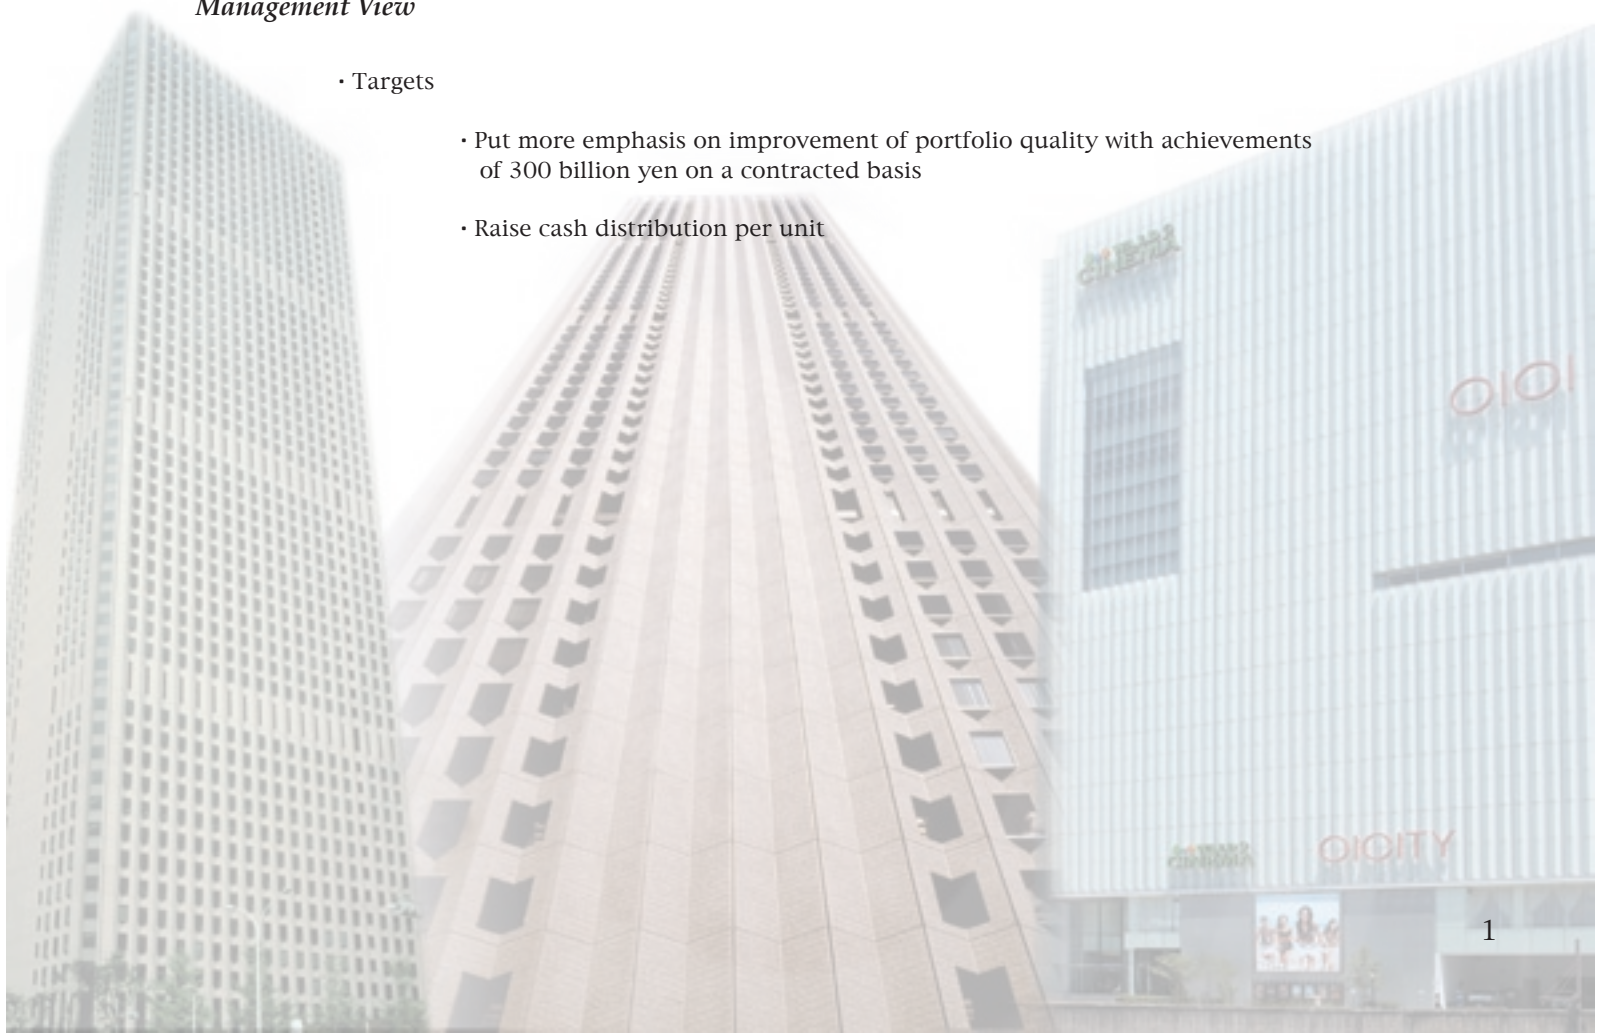 Management View
· Targets
· Put more emphasis on improvement of portfolio quality with achievements
of 300 billion yen on a contracted basis
· Raise cash distribution per unit
CINEMA
OIOI
OIOITY
1